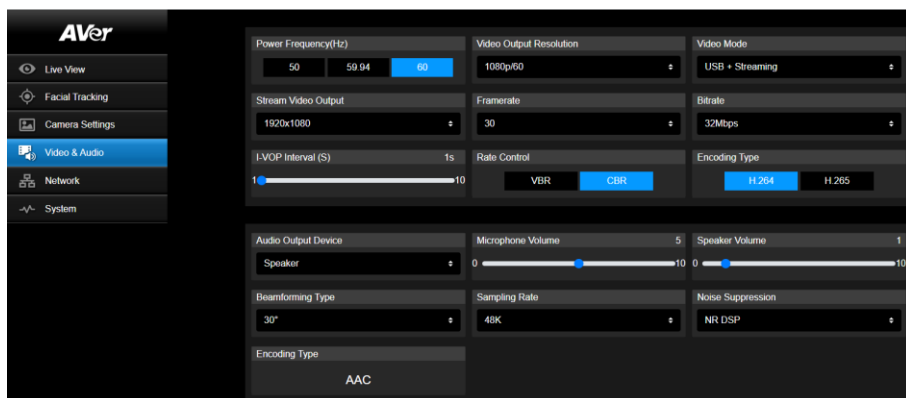 AVer
Live View
Facial Tracking
Camera Settings
Video & Audio
Network
System
Power Frequency(Hz)
50 59.94 60
Video Output Resolution
1080p/60
Video Mode
USB + Streaming
Stream Video Output
1920x1080
Framerate
30
Bitrate
32Mbps
I-VOP Interval (S) 1s
1 10
Rate Control
VBR CBR
Encoding Type
H.264 H.265
Audio Output Device
Speaker
Microphone Volume 5
0 10
Speaker Volume 1
0 10
Beamforming Type
30°
Sampling Rate
48K
Noise Suppression
NR DSP
Encoding Type
AAC